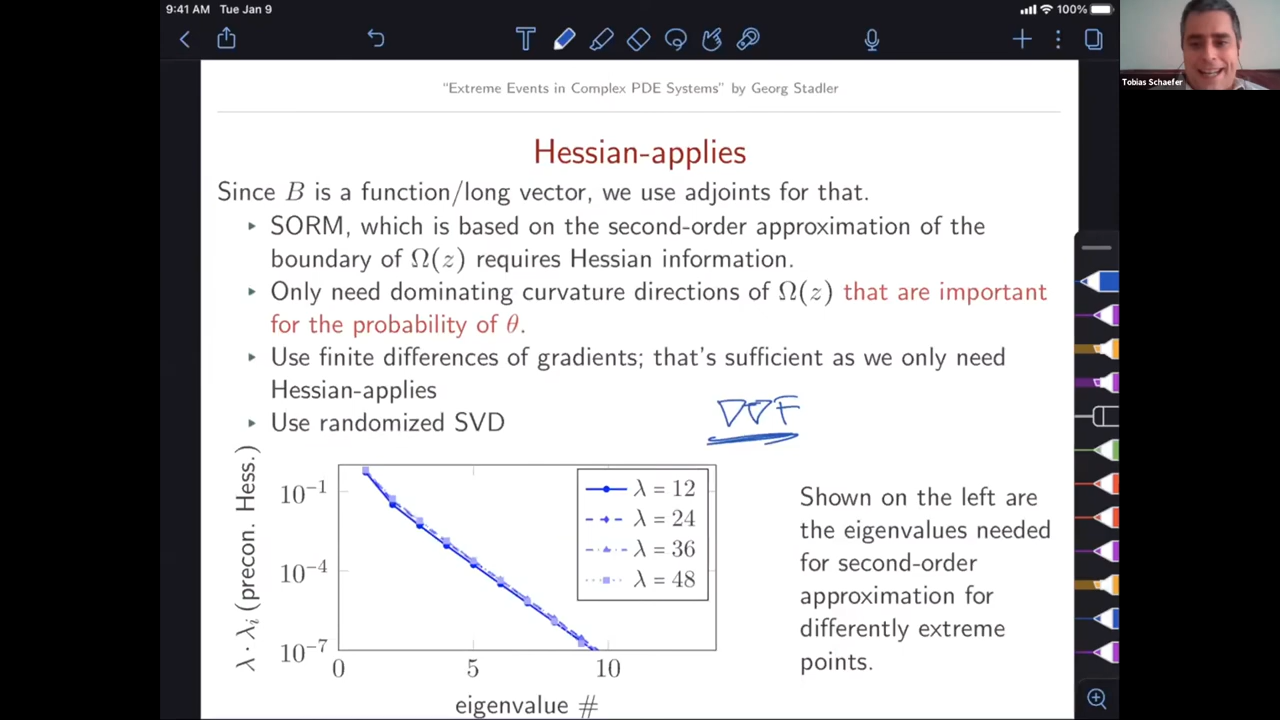 9:41 AM Tue Jan 9
100%
Tobias Schaefer
"Extreme Events in Complex PDE Systems" by Georg Stadler
Hessian-applies
Since B is a function/long vector, we use adjoints for that.
▸ SORM, which is based on the second-order approximation of the
boundary of Ω(z) requires Hessian information.
▸ Only need dominating curvature directions of Ω(z) that are important
for the probability of θ.
▸ Use finite differences of gradients; that's sufficient as we only need
Hessian-applies
▸ Use randomized SVD
∇∇F
λ · λᵢ (precon. Hess.)
10⁻¹
10⁻⁴
10⁻⁷
0 5 10
eigenvalue #
λ = 12
λ = 24
λ = 36
λ = 48
Shown on the left are
the eigenvalues needed
for second-order
approximation for
differently extreme
points.